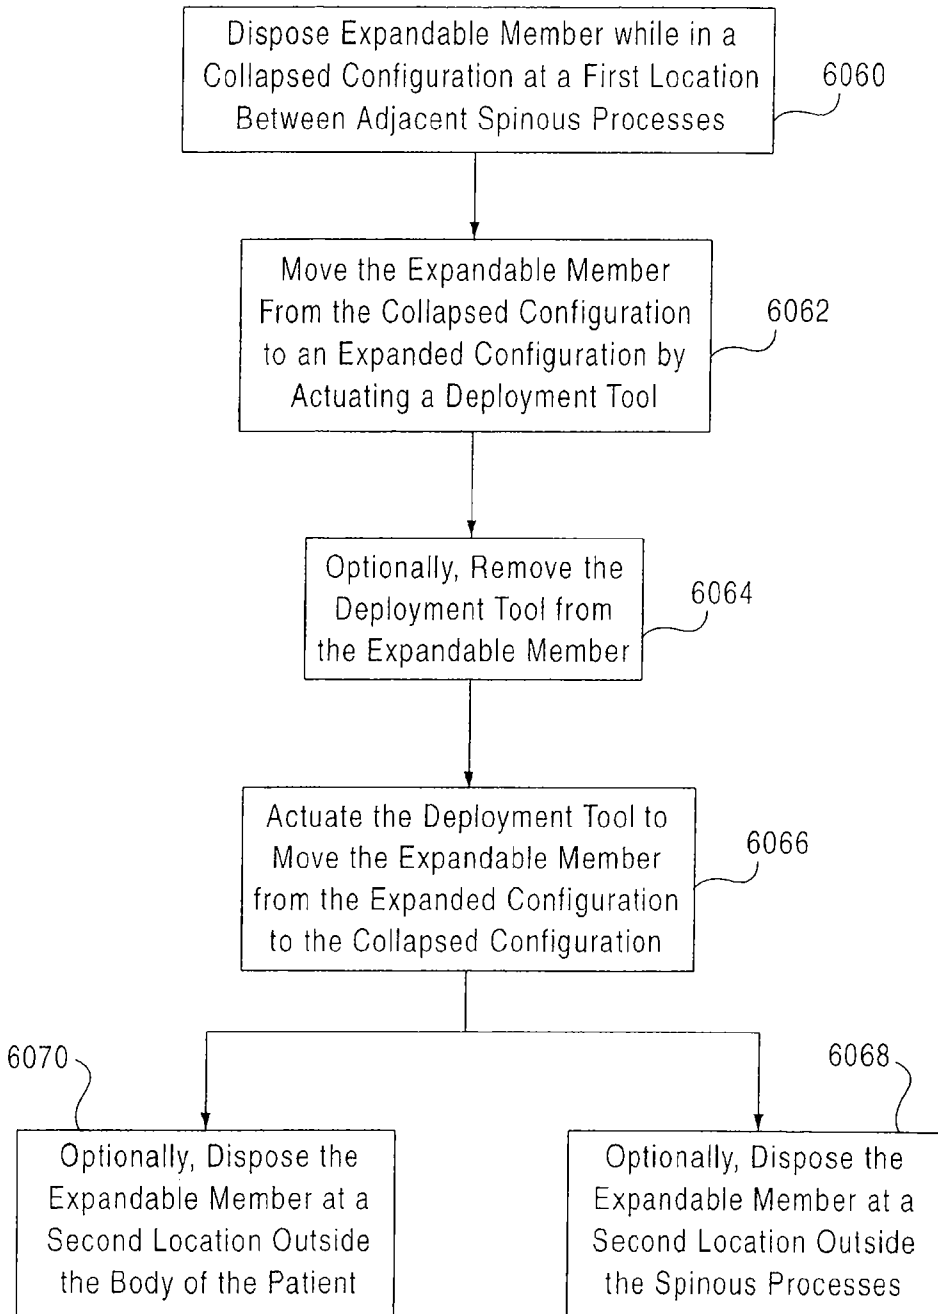 Dispose Expandable Member while in a
Collapsed Configuration at a First Location
Between Adjacent Spinous Processes
6060
Move the Expandable Member
From the Collapsed Configuration
to an Expanded Configuration by
Actuating a Deployment Tool
6062
Optionally, Remove the
Deployment Tool from
the Expandable Member
6064
Actuate the Deployment Tool to
Move the Expandable Member
from the Expanded Configuration
to the Collapsed Configuration
6066
6070
Optionally, Dispose the
Expandable Member at a
Second Location Outside
the Body of the Patient
6068
Optionally, Dispose the
Expandable Member at a
Second Location Outside
the Spinous Processes